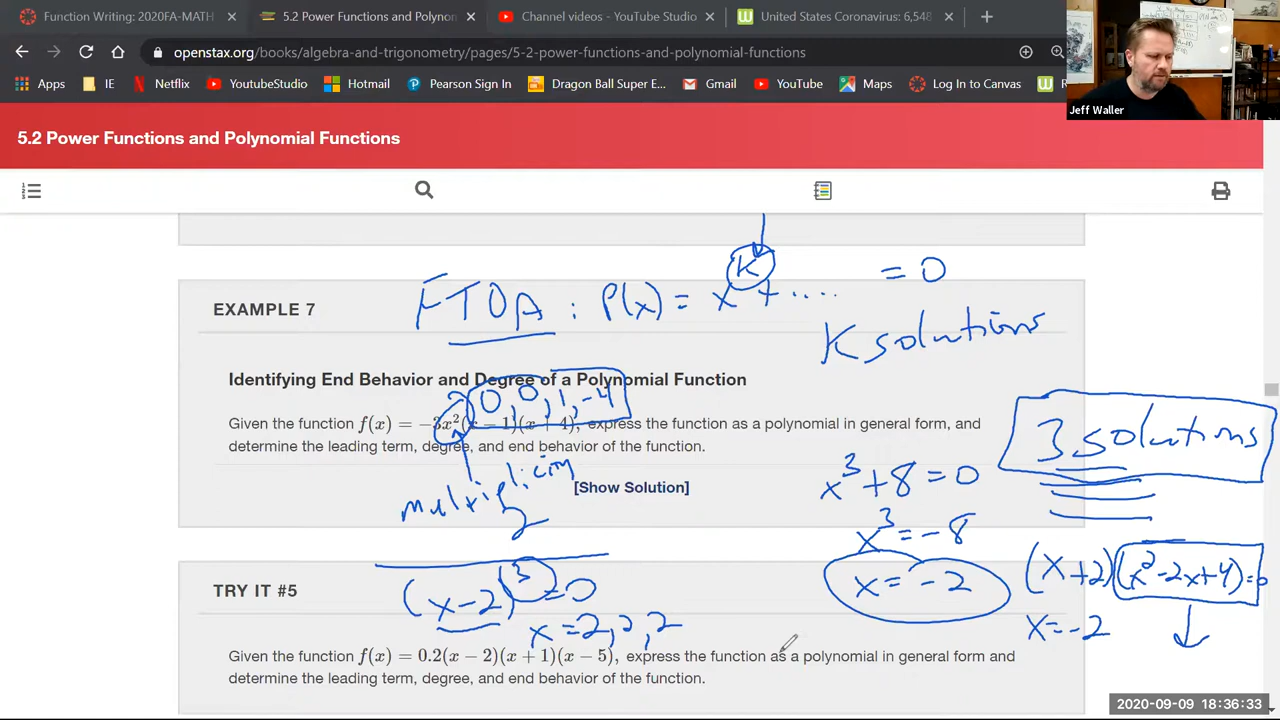 Function Writing: 2020FA-MATH
5.2 Power Functions and Polyno
Channel videos - YouTube Studio
United States Coronavirus: 6,54
openstax.org/books/algebra-and-trigonom
ges/5-2-power-functions-and-polynomial-functions
Apps
IE
Netflix
YoutubeStudio
Hotmail
Pearson Sign In
n Ball Super E...
Gmail
YouTube
Maps
Log In to Canvas
Jeff Waller
5.2 Power Functions and Polynomial Functions
K
FTOA : P(x) = x + .... = 0
K solutions
EXAMPLE 7
Identifying End Behavior and Degree of a Polynomial Function
0, 0, 1, -4
Given the function f(x) = −3x²(x − 1)(x + 4), express the function as a polynomial in general form, and
determine the leading term, degree, and end behavior of the function.
3 solutions
[Show Solution]
multiplicity
2
x³+8=0
x³=-8
x=-2
(x+2)(x²-2x+4)=0
x=-2
TRY IT #5
(x-2)³=0
x=2,2,2
Given the function f(x) = 0.2(x − 2)(x + 1)(x − 5), express the function as a polynomial in general form and
determine the leading term, degree, and end behavior of the function.
2020-09-09 18:36:33